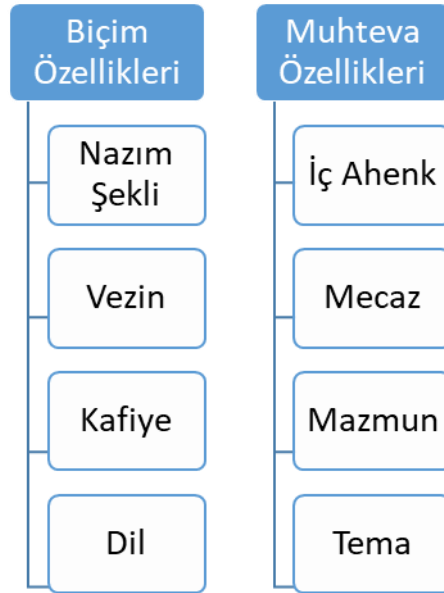 Biçim
Özellikleri
Nazım
Şekli
Vezin
Kafiye
Dil
Muhteva
Özellikleri
İç Ahenk
Mecaz
Mazmun
Tema